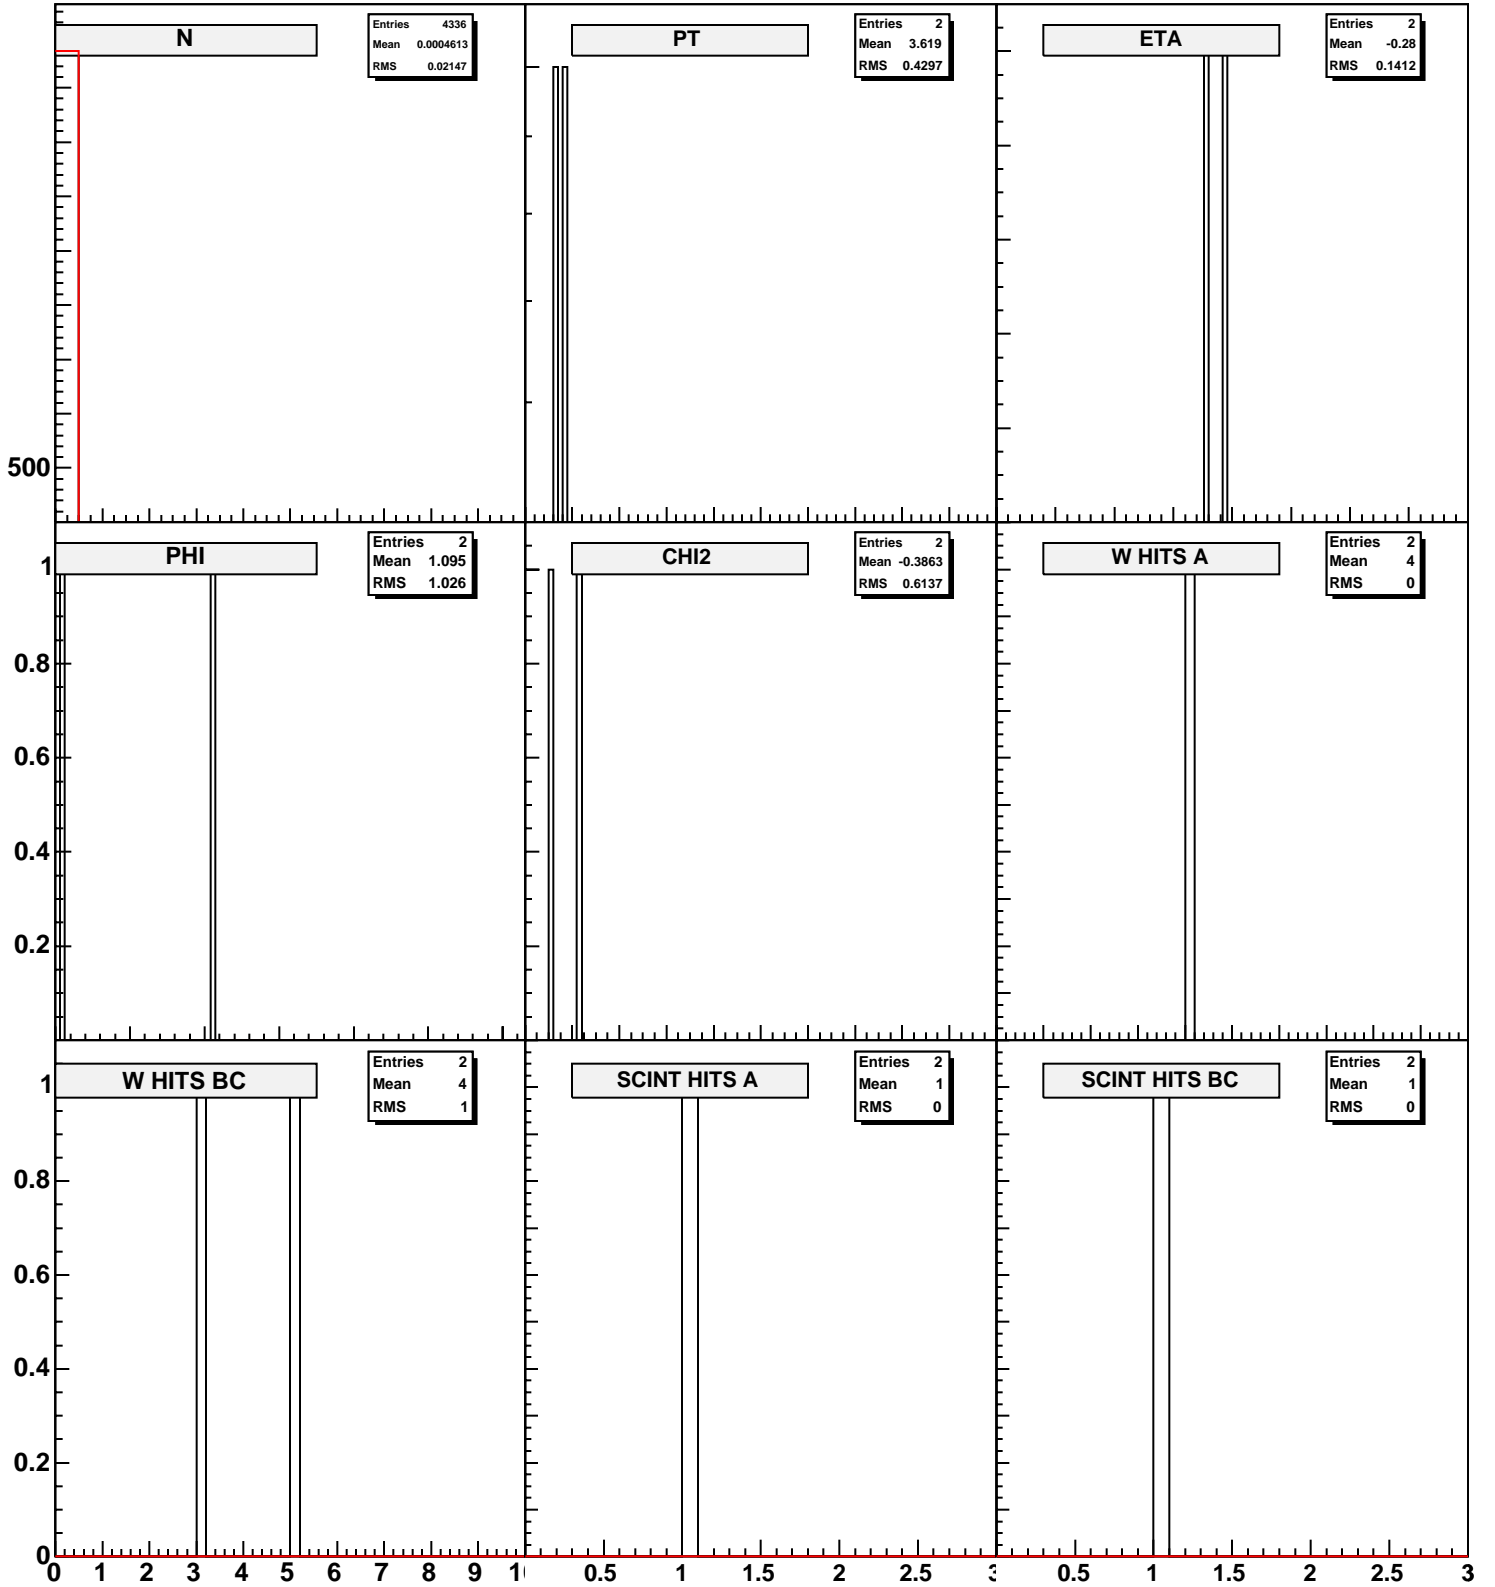 N
Entries 4336
Mean 0.0004613
RMS 0.02147
PT
Entries 2
Mean 3.619
RMS 0.4297
ETA
Entries 2
Mean -0.28
RMS 0.1412
500
PHI
Entries 2
Mean 1.095
RMS 1.026
CHI2
Entries 2
Mean -0.3863
RMS 0.6137
W HITS A
Entries 2
Mean 4
RMS 0
1
0.8
0.6
0.4
0.2
W HITS BC
Entries 2
Mean 4
RMS 1
SCINT HITS A
Entries 2
Mean 1
RMS 0
SCINT HITS BC
Entries 2
Mean 1
RMS 0
1
0.8
0.6
0.4
0.2
0
0 1 2 3 4 5 6 7 8 9 0.5 1 1.5 2 2.5 0.5 1 1.5 2 2.5 3